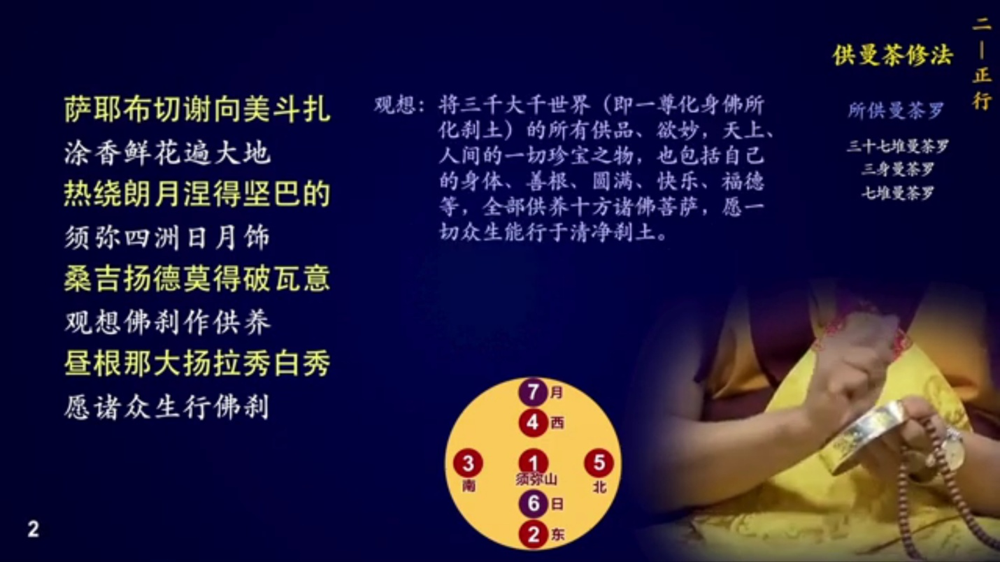 二｜正行
供曼茶修法
所供曼茶罗
三十七堆曼茶罗
三身曼茶罗
七堆曼茶罗
萨耶布切谢向美斗扎
涂香鲜花遍大地
热绕朗月涅得坚巴的
须弥四洲日月饰
桑吉扬德莫得破瓦意
观想佛刹作供养
昼根那大扬拉秀白秀
愿诸众生行佛刹
观想：将三千大千世界（即一尊化身佛所
化刹土）的所有供品、欲妙，天上、
人间的一切珍宝之物，也包括自己
的身体、善根、圆满、快乐、福德
等，全部供养十方诸佛菩萨，愿一
切众生能行于清净刹土。
7 月
4 西
3 南
1 须弥山
5 北
6 日
2 东
2